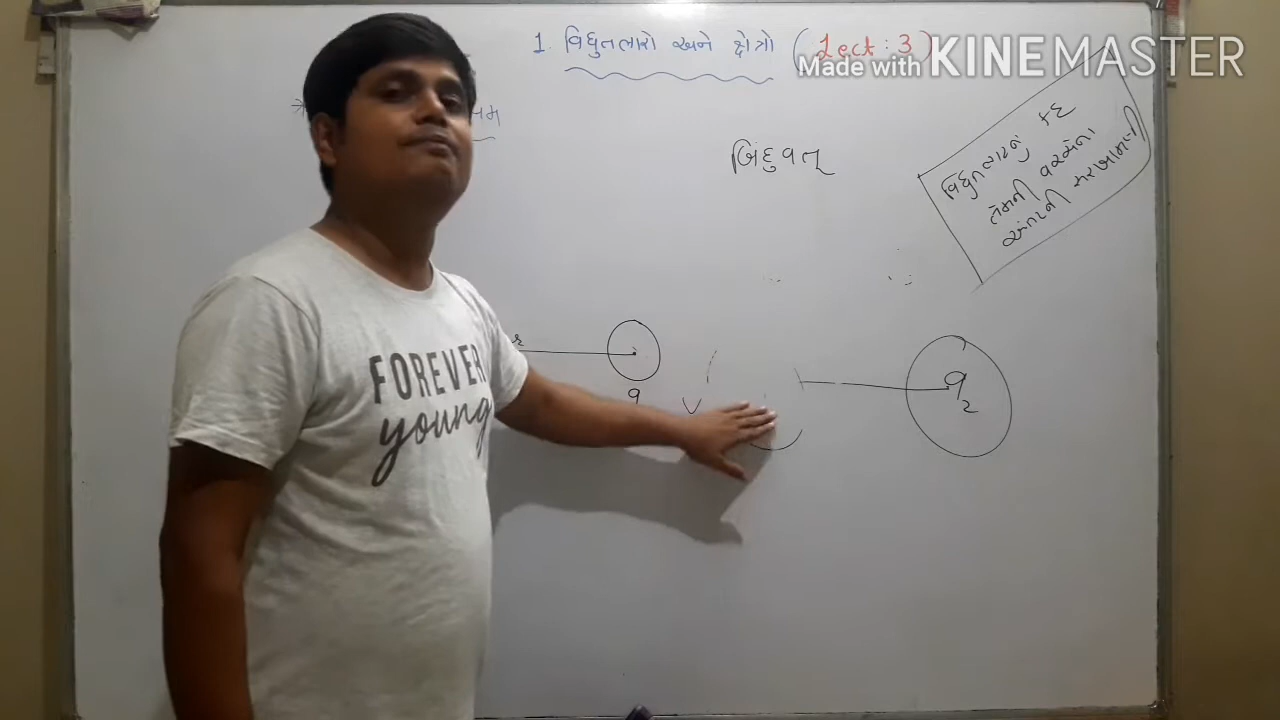 1. વિદ્યુતભારો અને ક્ષેત્રો (Lect : 3)
Made with KINEMASTER
બિંદુવત્
વિદ્યુતભારનું કદ
તેમની વચ્ચેના
અંતરની સરખામણી
FOREVER
young
r
q
q
2